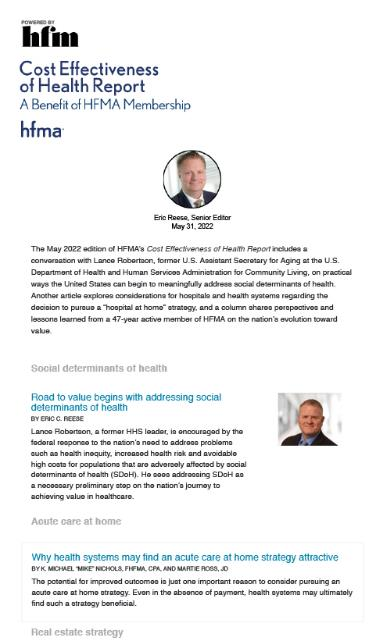 POWERED BY
hfm
Cost Effectiveness
of Health Report
A Benefit of HFMA Membership
hfma
Eric Reese, Senior Editor
May 31, 2022
The May 2022 edition of HFMA's Cost Effectiveness of Health Report includes a
conversation with Lance Robertson, former U.S. Assistant Secretary for Aging at the U.S.
Department of Health and Human Services Administration for Community Living, on practical
ways the United States can begin to meaningfully address social determinants of health.
Another article explores considerations for hospitals and health systems regarding the
decision to pursue a "hospital at home" strategy, and a column shares perspectives and
lessons learned from a 47-year active member of HFMA on the nation's evolution toward
value.
Social determinants of health
Road to value begins with addressing social
determinants of health
BY ERIC C. REESE
Lance Robertson, a former HHS leader, is encouraged by the
federal response to the nation's need to address problems
such as health inequity, increased health risk and avoidable
high costs for populations that are adversely affected by social
determinants of health (SDoH). He sees addressing SDoH as
a necessary preliminary step on the nation's journey to
achieving value in healthcare.
Acute care at home
Why health systems may find an acute care at home strategy attractive
BY K. MICHAEL "MIKE" NICHOLS, FHFMA, CPA, AND MARTIE ROSS, JD
The potential for improved outcomes is just one important reason to consider pursuing an
acute care at home strategy. Even in the absence of payment, health systems may ultimately
find such a strategy beneficial.
Real estate strategy